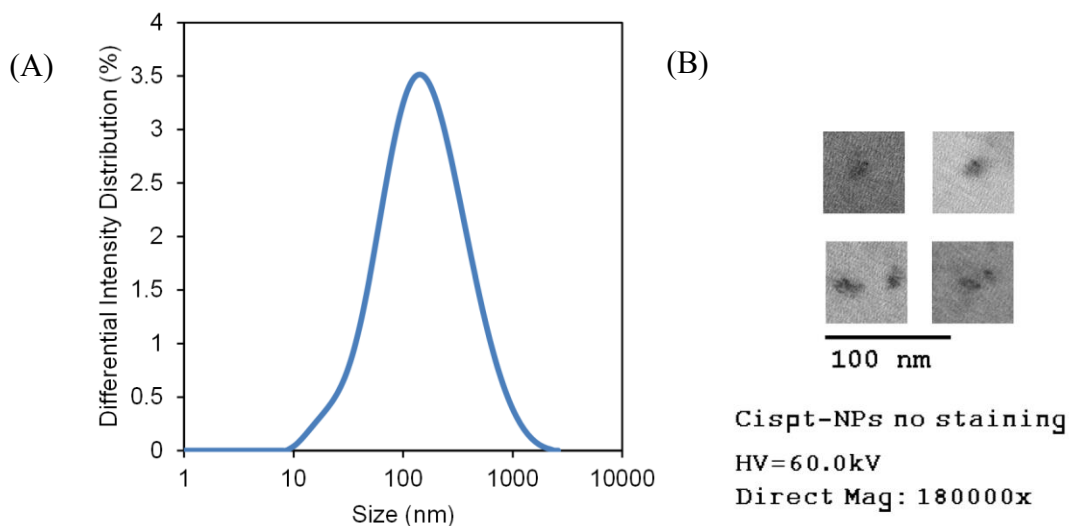 (A)
Differential Intensity Distribution (%)
4
3.5
3
2.5
2
1.5
1
0.5
0
1 10 100 1000 10000
Size (nm)
(B)
100 nm
Cispt-NPs no staining
HV=60.0kV
Direct Mag: 180000x